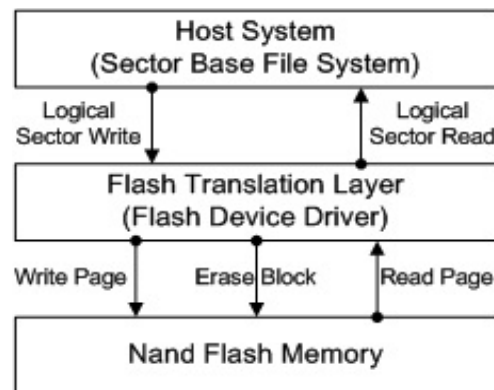 Host System
(Sector Base File System)
Logical
Sector Write
Logical
Sector Read
Flash Translation Layer
(Flash Device Driver)
Write Page
Erase Block
Read Page
Nand Flash Memory